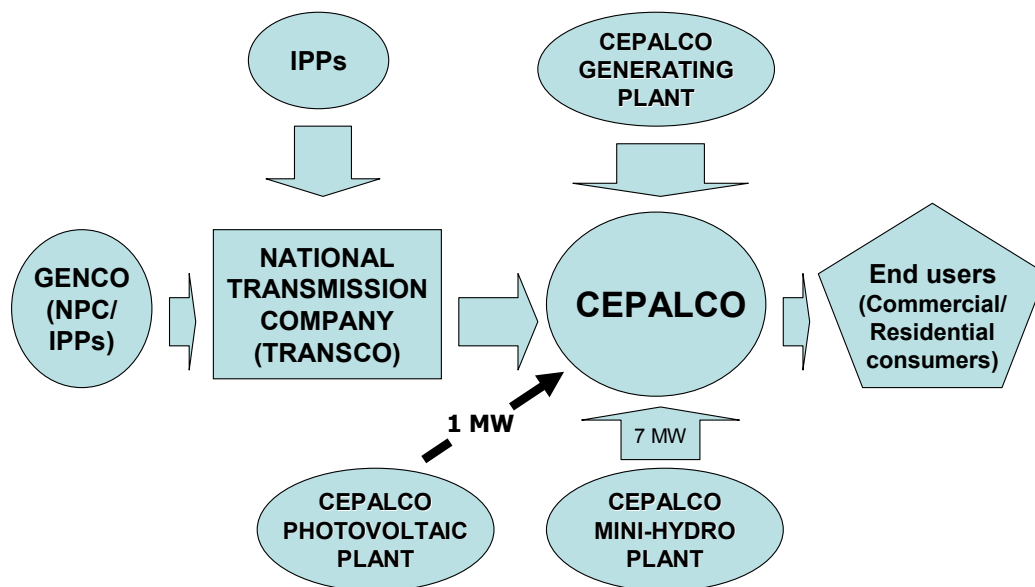 IPPs
CEPALCO
GENERATING
PLANT
GENCO
(NPC/
IPPs)
NATIONAL
TRANSMISSION
COMPANY
(TRANSCO)
CEPALCO
End users
(Commercial/
Residential
consumers)
1 MW
7 MW
CEPALCO
PHOTOVOLTAIC
PLANT
CEPALCO
MINI-HYDRO
PLANT